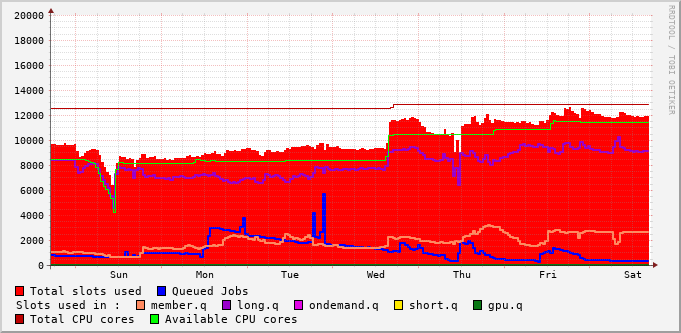 20000
18000
16000
14000
12000
10000
8000
6000
4000
2000
0
Sun Mon Tue Wed Thu Fri Sat
RRDTOOL / TOBI OETIKER
Total slots used Queued Jobs
Slots used in : member.q long.q ondemand.q short.q gpu.q
Total CPU cores Available CPU cores